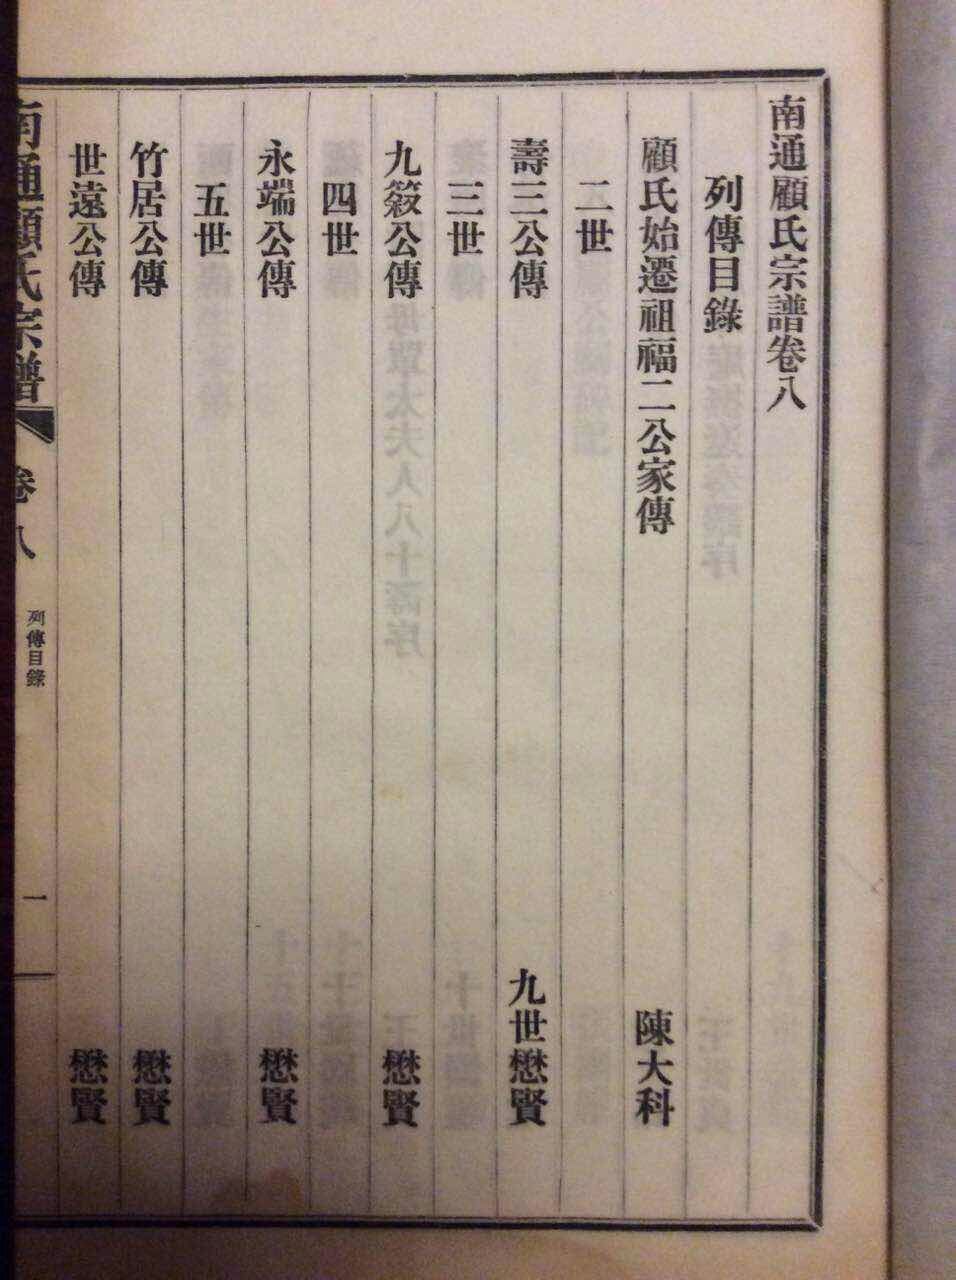 南通顧氏宗譜卷八
列傳目錄
顧氏始遷祖福二公家傳 陳大科
二世
壽三公傳 九世懋賢
三世
九簌公傳 懋賢
四世
永端公傳 懋賢
五世
竹居公傳 懋賢
世遠公傳 懋賢
南通顧氏宗譜 卷八 列傳目錄 一